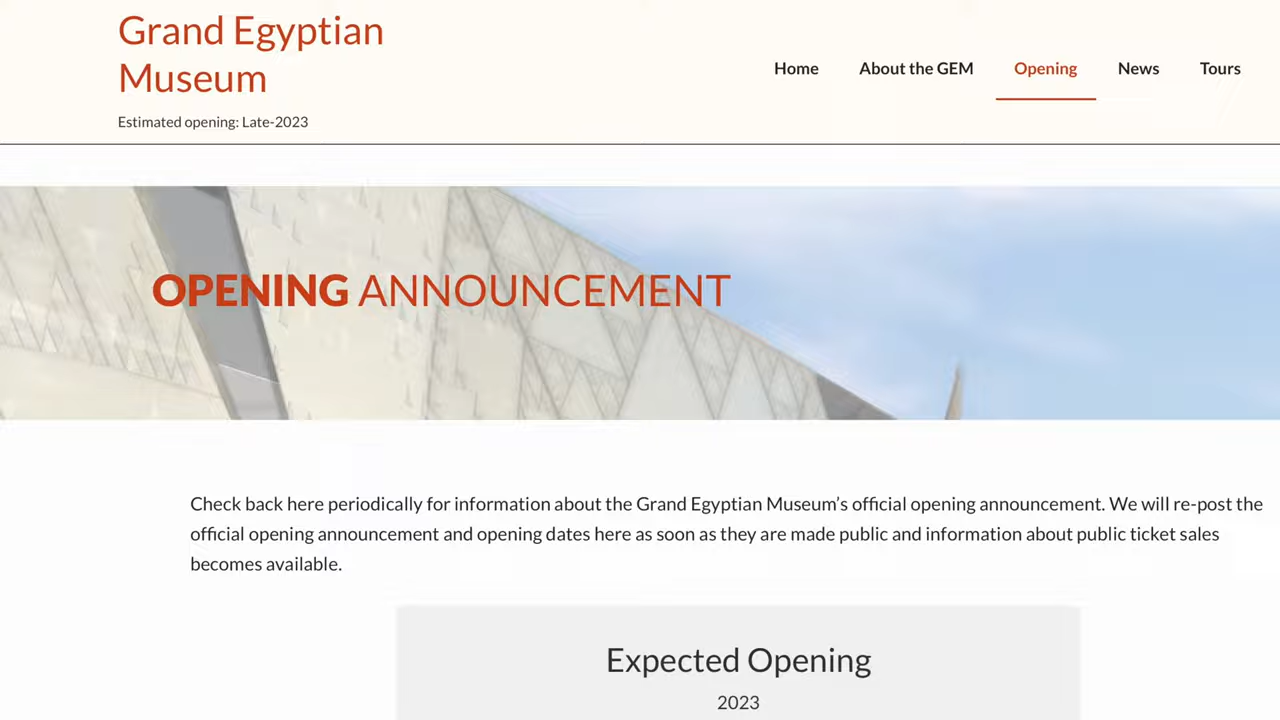 Grand Egyptian
Museum
Estimated opening: Late-2023
Home About the GEM Opening News Tours
OPENING ANNOUNCEMENT
Check back here periodically for information about the Grand Egyptian Museum’s official opening announcement. We will re-post the
official opening announcement and opening dates here as soon as they are made public and information about public ticket sales
becomes available.
Expected Opening
2023